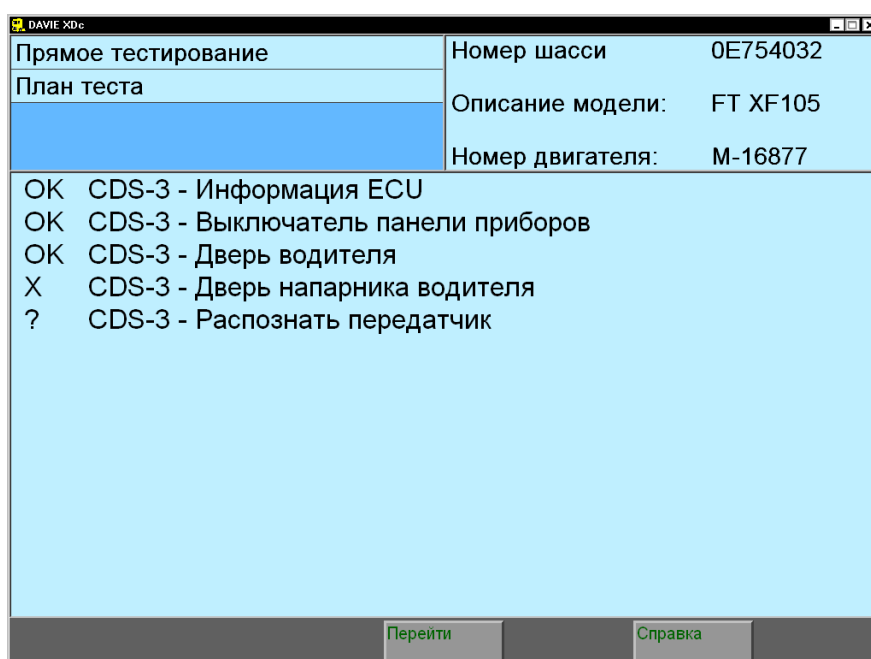 DAVIE XDc
Прямое тестирование
План теста
Номер шасси 0E754032
Описание модели: FT XF105
Номер двигателя: M-16877
OK CDS-3 - Информация ECU
OK CDS-3 - Выключатель панели приборов
OK CDS-3 - Дверь водителя
X CDS-3 - Дверь напарника водителя
? CDS-3 - Распознать передатчик
Перейти Справка